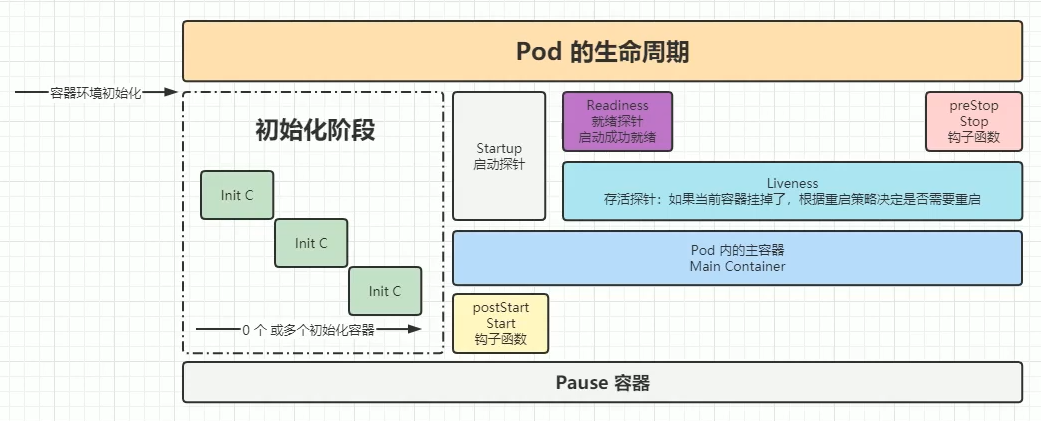 Pod 的生命周期
容器环境初始化
初始化阶段
Init C
Init C
Init C
0 个 或多个初始化容器
Startup
启动探针
Readiness
就绪探针
启动成功就绪
preStop
Stop
钩子函数
Liveness
存活探针：如果当前容器挂掉了，根据重启策略决定是否需要重启
Pod 内的主容器
Main Container
postStart
Start
钩子函数
Pause 容器